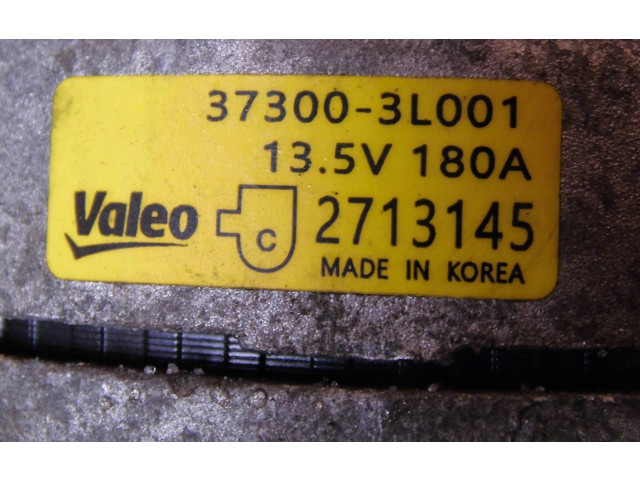 37300-3L001
13.5V 180A
Valeo C 2713145
MADE IN KOREA